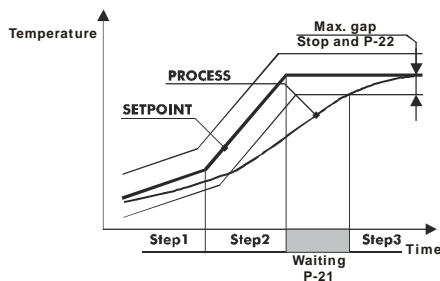 Temperature
Max. gap
Stop and P-22
PROCESS
SETPOINT
Step1
Step2
Step3
Time
Waiting
P-21